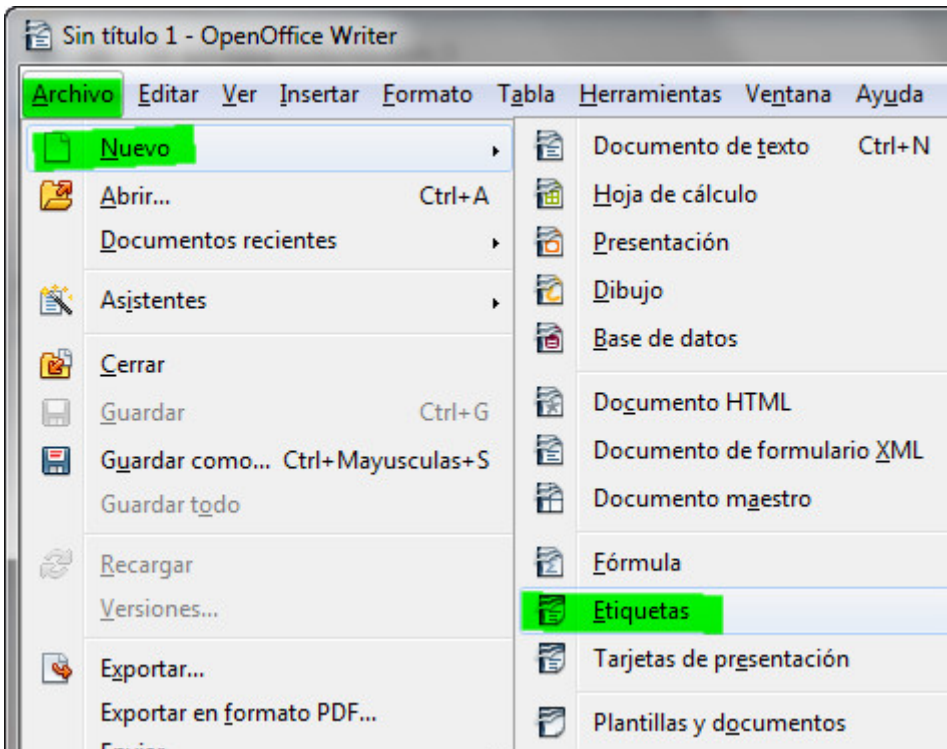 Sin título 1 - OpenOffice Writer
Archivo Editar Ver Insertar Formato Tabla Herramientas Ventana Ayuda
Nuevo
Abrir... Ctrl+A
Documentos recientes
Asistentes
Cerrar
Guardar Ctrl+G
Guardar como... Ctrl+Mayusculas+S
Guardar todo
Recargar
Versiones...
Exportar...
Exportar en formato PDF...
Documento de texto Ctrl+N
Hoja de cálculo
Presentación
Dibujo
Base de datos
Documento HTML
Documento de formulario XML
Documento maestro
Fórmula
Etiquetas
Tarjetas de presentación
Plantillas y documentos